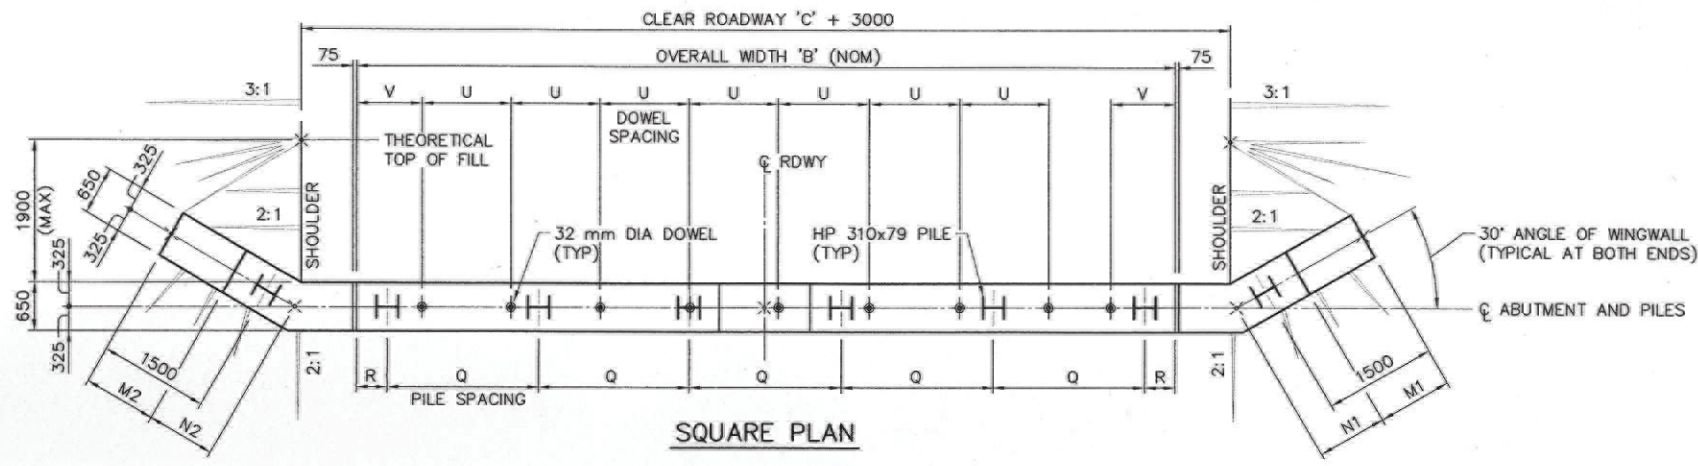 CLEAR ROADWAY 'C' + 3000
75
OVERALL WIDTH 'B' (NOM)
75
3:1
V U U U U U U U V
3:1
DOWEL
SPACING
THEORETICAL
TOP OF FILL
℄ RDWY
325
650
325
1900
(MAX)
2:1
SHOULDER
32 mm DIA DOWEL
(TYP)
HP 310x79 PILE
(TYP)
SHOULDER
2:1
30° ANGLE OF WINGWALL
(TYPICAL AT BOTH ENDS)
325
650
325
℄ ABUTMENT AND PILES
1500
M2
N2
2:1
R Q Q Q Q Q R
PILE SPACING
2:1
1500
N1
M1
SQUARE PLAN